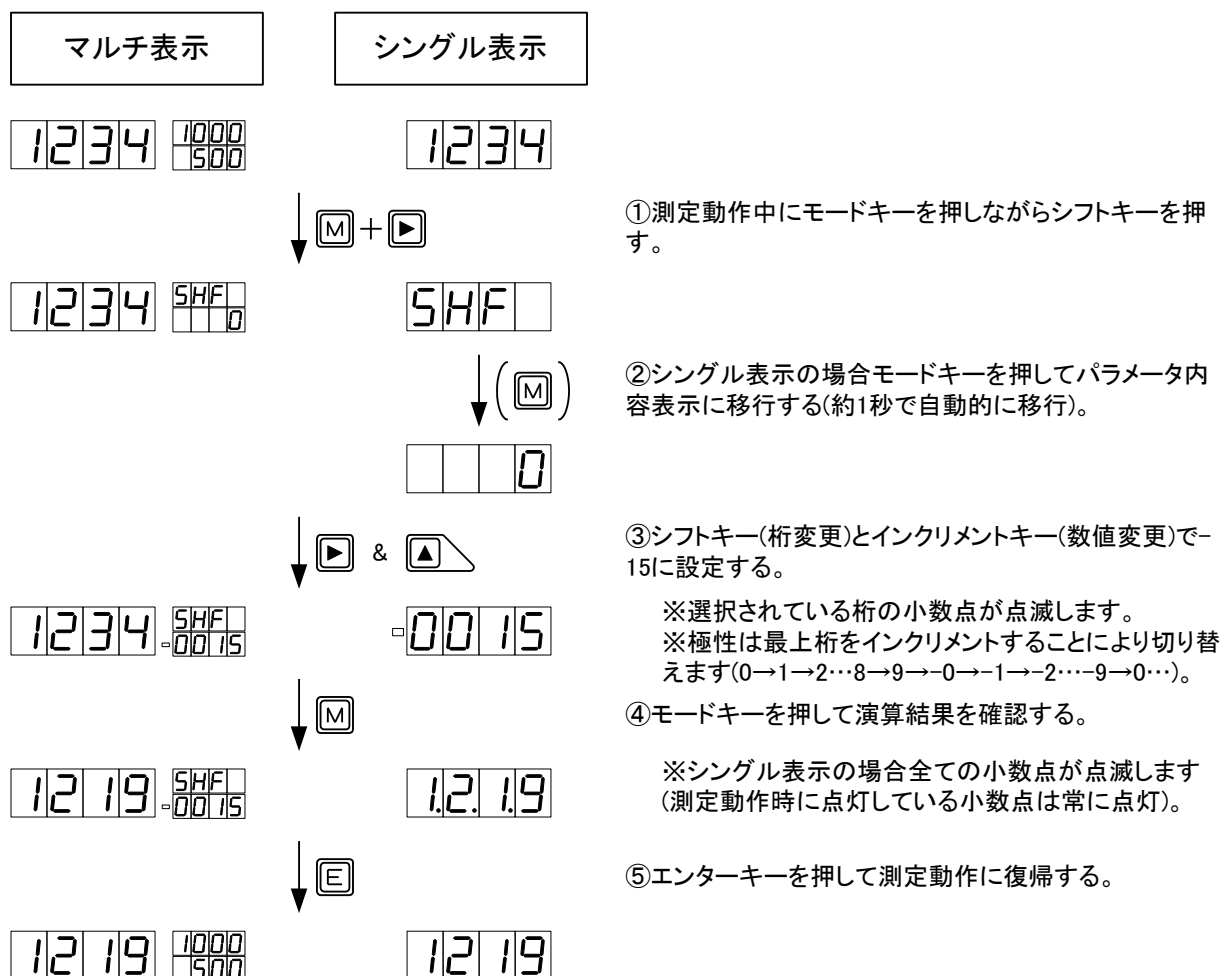 マルチ表示 シングル表示
1234 1000 1234
500
M+▶ ①測定動作中にモードキーを押しながらシフトキーを押
す。
1234 SHF SHF
0
(M) ②シングル表示の場合モードキーを押してパラメータ内
容表示に移行する(約1秒で自動的に移行)。
0
▶ & ▲ ③シフトキー(桁変更)とインクリメントキー(数値変更)で-
15に設定する。
※選択されている桁の小数点が点滅します。
1234 SHF -0015
-0015
※極性は最上桁をインクリメントすることにより切り替
えます(0→1→2…8→9→-0→-1→-2…-9→0…)。
M ④モードキーを押して演算結果を確認する。
※シングル表示の場合全ての小数点が点滅します
1219 SHF 1.2.1.9
-0015
(測定動作時に点灯している小数点は常に点灯)。
E ⑤エンターキーを押して測定動作に復帰する。
1219 1000 1219
500